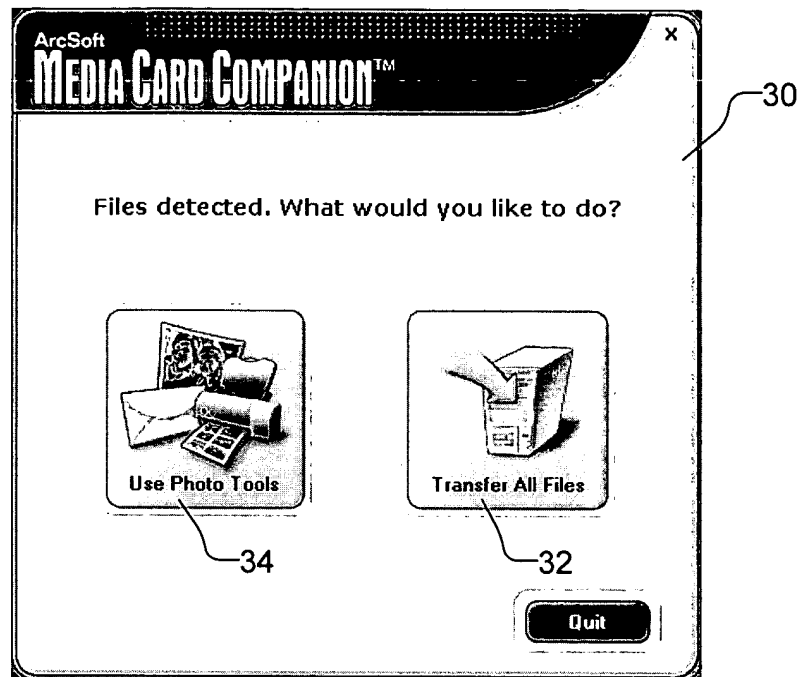 ArcSoft
MEDIA CARD COMPANION™
x
30
Files detected. What would you like to do?
Use Photo Tools
Transfer All Files
34
32
Quit